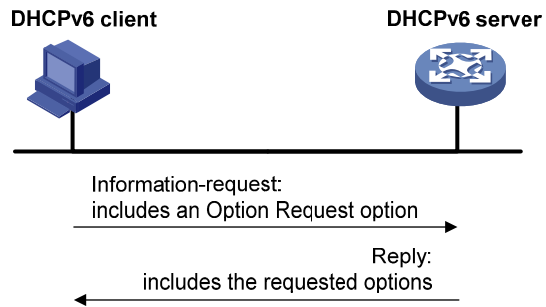 DHCPv6 client
DHCPv6 server
Information-request:
includes an Option Request option
Reply:
includes the requested options